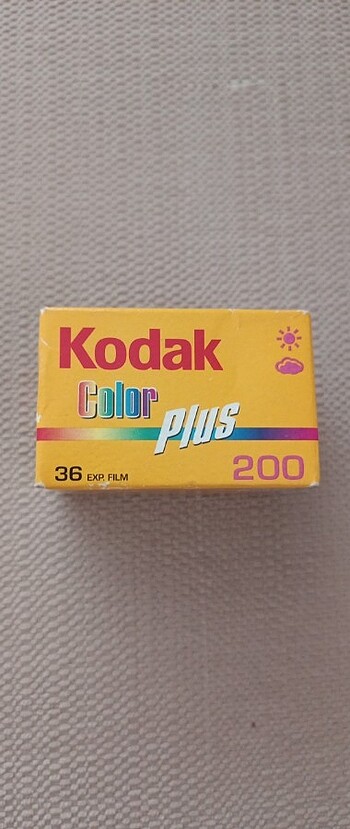 Kodak
Color
plus
36 EXP. FILM
200